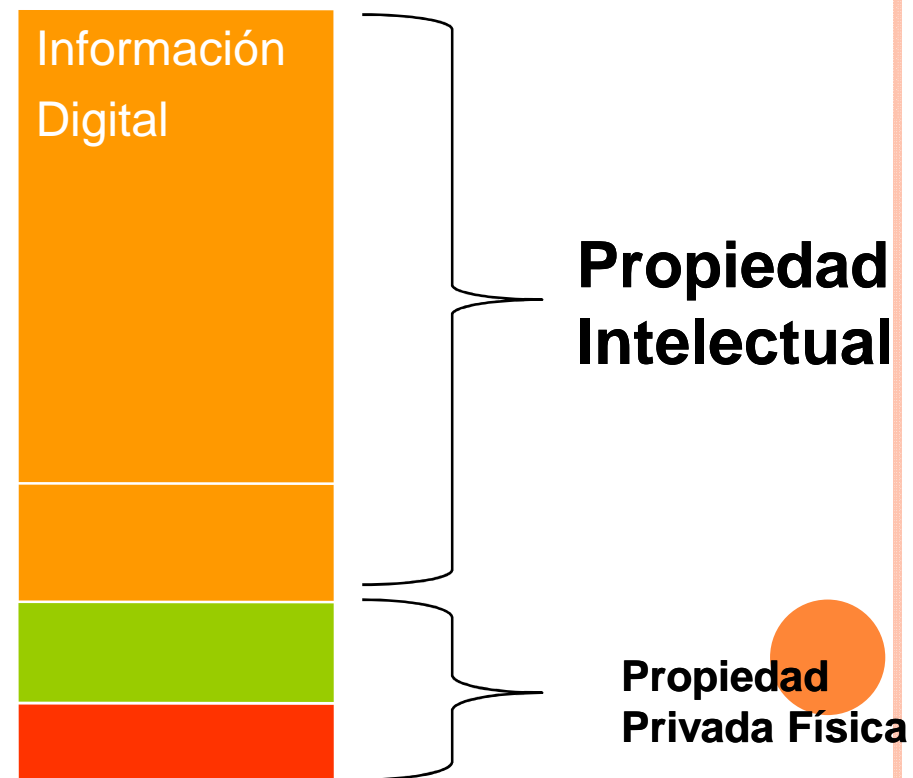 Información
Digital
Propiedad
Intelectual
Propiedad
Privada Física